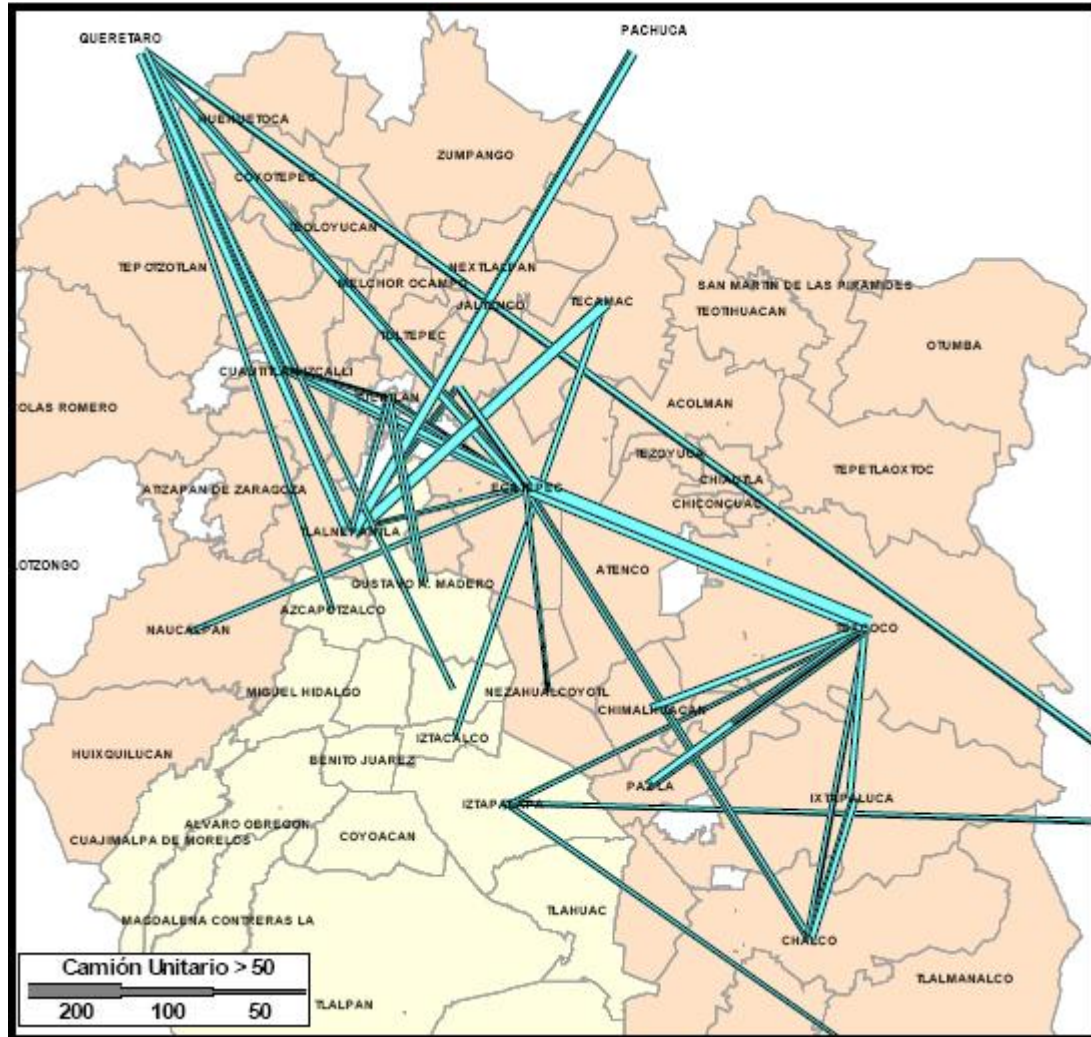 QUERETARO
PACHUCA
HUEHUETOCA
ZUMPANGO
COYOTEPEC
TEOLOYUCAN
TEPOTZOTLAN
NEXTLALPAN
MELCHOR OCAMPO
SAN MARTIN DE LAS PIRAMIDES
JALTENCO
TECAMAC
TEOTIHUACAN
TULTEPEC
OTUMBA
CUAUTITLAN IZCALLI
OLAS ROMERO
ACOLMAN
TEZOYUCA
TEPETLAOXTOC
CHIAUTLA
ATIZAPAN DE ZARAGOZA
ECATEPEC
CHICONCUAC
TLALNEPANTLA
LOTZONGO
ATENCO
GUSTAVO A. MADERO
AZCAPOTZALCO
NAUCALPAN
TEXCOCO
MIGUEL HIDALGO
NEZAHUALCOYOTL
CHIMALHUACAN
IZTACALCO
HUIXQUILUCAN
BENITO JUAREZ
PAZ LA
IXTAPALUCA
IZTAPALAPA
ALVARO OBREGON
COYOACAN
CUAJIMALPA DE MORELOS
TLAHUAC
MAGDALENA CONTRERAS LA
CHALCO
Camión Unitario > 50
TLALMANALCO
TLALPAN
200 100 50